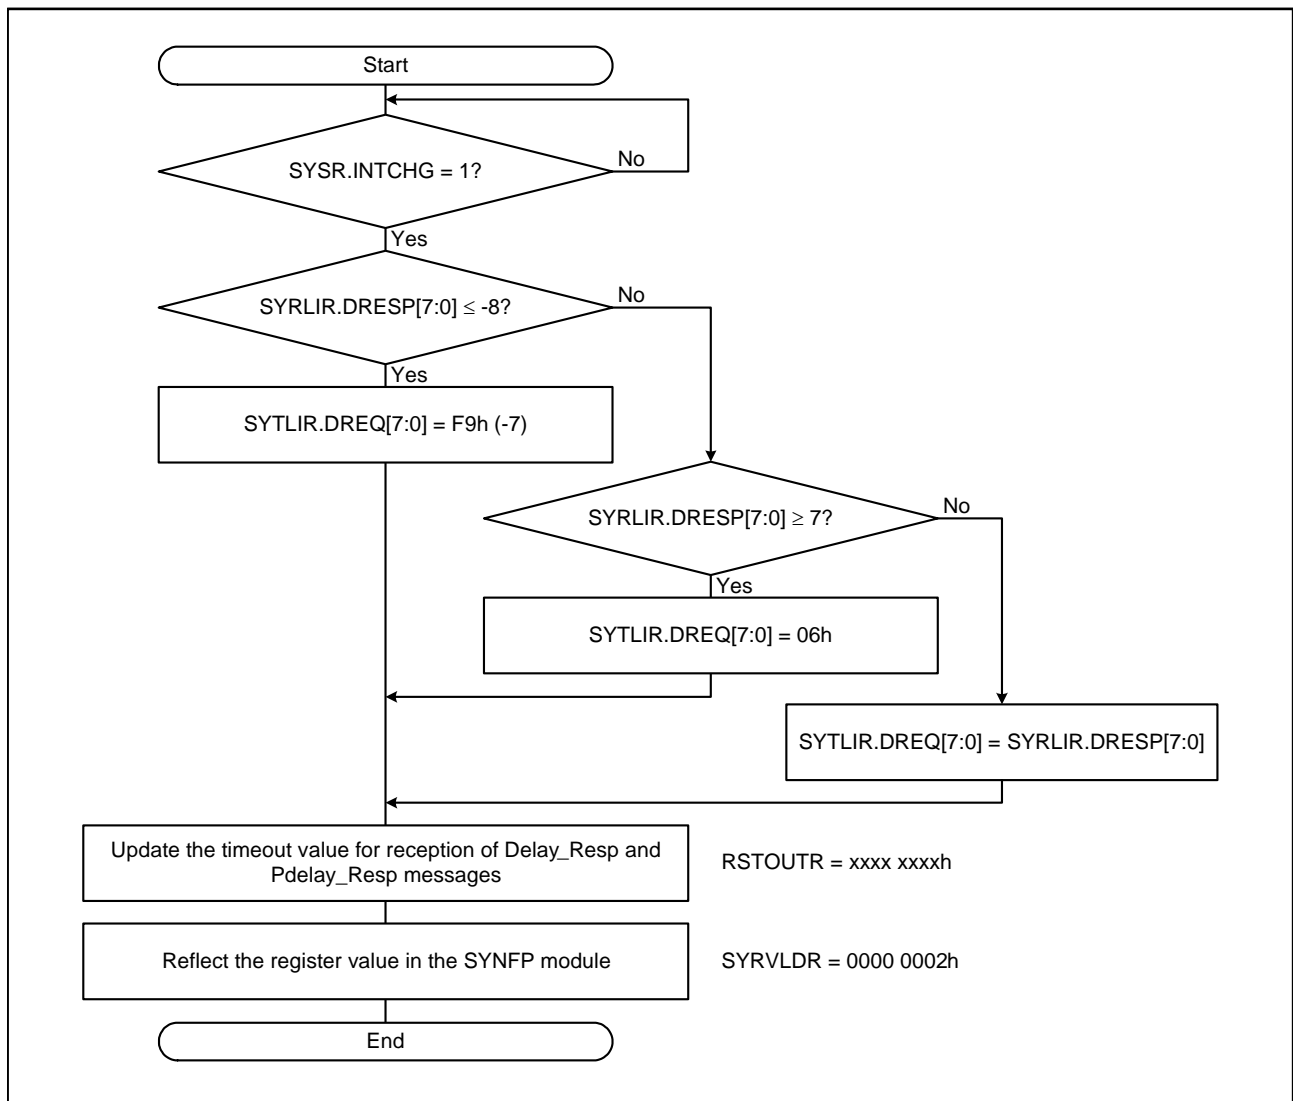 Start
SYSR.INTCHG = 1?
No
Yes
SYRLIR.DRESP[7:0] ≤ -8?
No
Yes
SYTLIR.DREQ[7:0] = F9h (-7)
SYRLIR.DRESP[7:0] ≥ 7?
No
Yes
SYTLIR.DREQ[7:0] = 06h
SYTLIR.DREQ[7:0] = SYRLIR.DRESP[7:0]
Update the timeout value for reception of Delay_Resp and
Pdelay_Resp messages
RSTOUTR = xxxx xxxxh
Reflect the register value in the SYNFP module
SYRVLDR = 0000 0002h
End